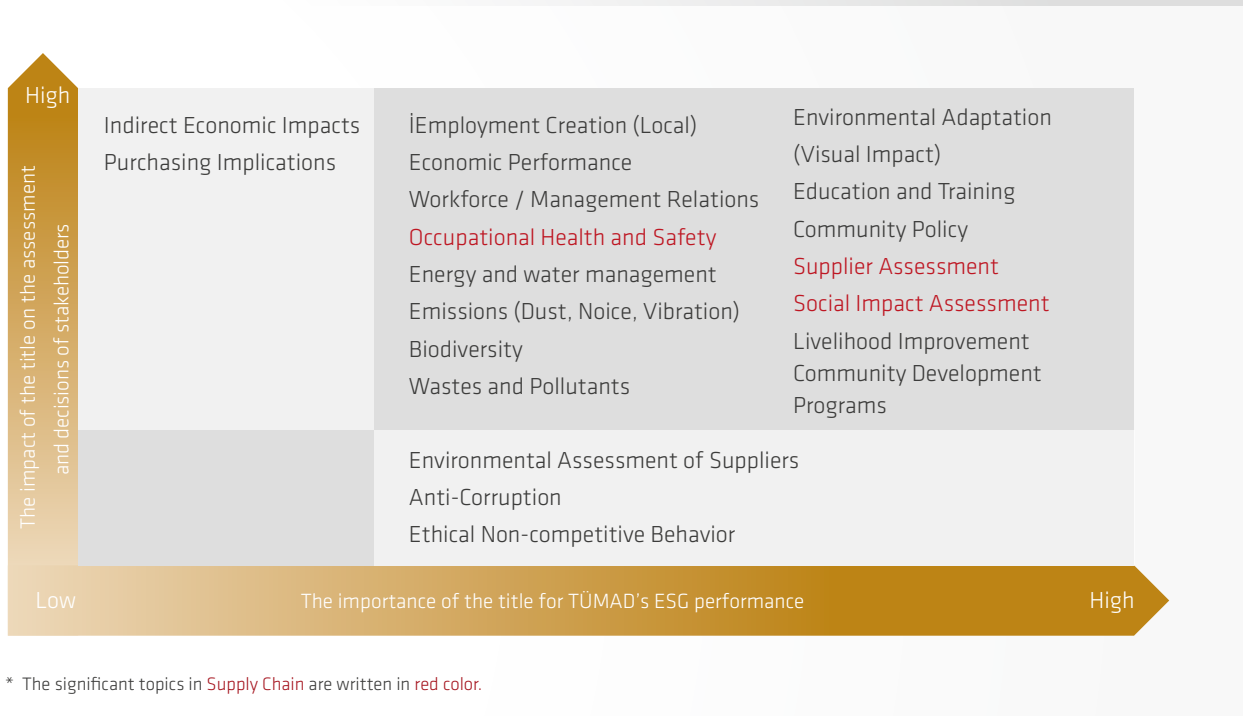 High
The impact of the title on the assessment
and decisions of stakeholders
Indirect Economic Impacts
Purchasing Implications
İEmployment Creation (Local)
Economic Performance
Workforce / Management Relations
Occupational Health and Safety
Energy and water management
Emissions (Dust, Noice, Vibration)
Biodiversity
Wastes and Pollutants
Environmental Adaptation
(Visual Impact)
Education and Training
Community Policy
Supplier Assessment
Social Impact Assessment
Livelihood Improvement
Community Development
Programs
Environmental Assessment of Suppliers
Anti-Corruption
Ethical Non-competitive Behavior
Low
The importance of the title for TÜMAD's ESG performance
High
* The significant topics in Supply Chain are written in red color.